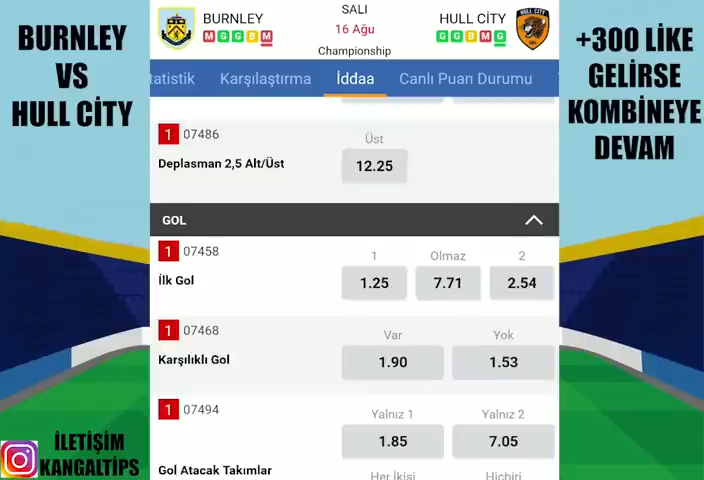 BURNLEY
VS
HULL CİTY
BURNLEY
M G G B M
SALI
16 Ağu
Championship
HULL CİTY
G G B M G
HULL CITY
+300 LİKE
GELİRSE
KOMBİNEYE
DEVAM
tatistik Karşılaştırma İddaa Canlı Puan Durumu
1 07486
Deplasman 2,5 Alt/Üst
Üst
12.25
GOL
1 07458
İlk Gol
1 Olmaz 2
1.25 7.71 2.54
1 07468
Karşılıklı Gol
Var Yok
1.90 1.53
1 07494
Yalnız 1 Yalnız 2
1.85 7.05
Gol Atacak Takımlar
Her İkisi Hiçbiri
İLETİŞİM
KANGALTİPS